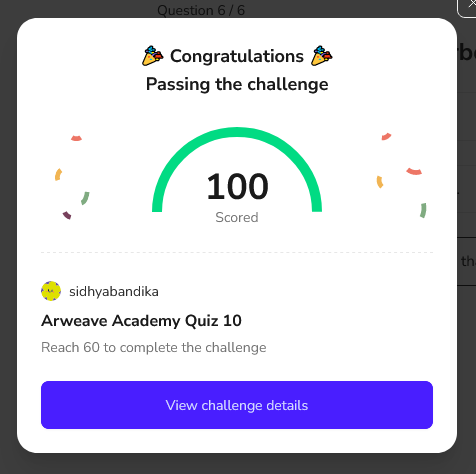 Question 6 / 6
Congratulations
Passing the challenge
100
Scored
sidhyabandika
Arweave Academy Quiz 10
Reach 60 to complete the challenge
View challenge details